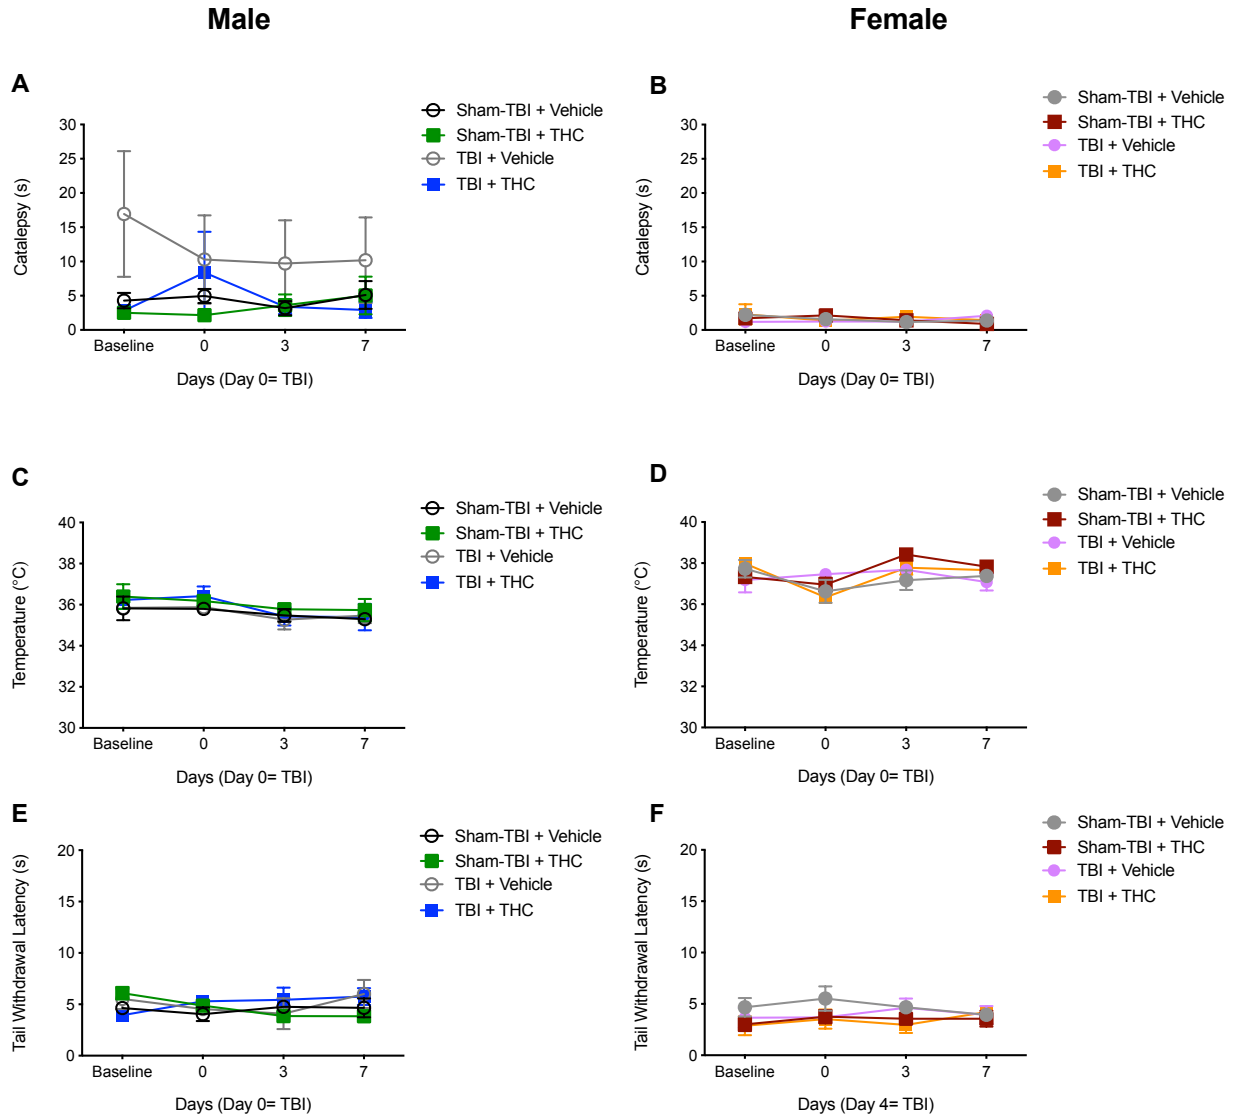 Male
Female
A
Sham-TBI + Vehicle
Sham-TBI + THC
TBI + Vehicle
TBI + THC
30
25
20
15
10
5
0
Catalepsy (s)
Baseline 0 3 7
Days (Day 0= TBI)
B
Sham-TBI + Vehicle
Sham-TBI + THC
TBI + Vehicle
TBI + THC
30
25
20
15
10
5
0
Catalepsy (s)
Baseline 0 3 7
Days (Day 0= TBI)
C
Sham-TBI + Vehicle
Sham-TBI + THC
TBI + Vehicle
TBI + THC
40
38
36
34
32
30
Temperature (°C)
Baseline 0 3 7
Days (Day 0= TBI)
D
Sham-TBI + Vehicle
Sham-TBI + THC
TBI + Vehicle
TBI + THC
40
38
36
34
32
30
Temperature (°C)
Baseline 0 3 7
Days (Day 0= TBI)
E
Sham-TBI + Vehicle
Sham-TBI + THC
TBI + Vehicle
TBI + THC
20
15
10
5
0
Tail Withdrawal Latency (s)
Baseline 0 3 7
Days (Day 0= TBI)
F
Sham-TBI + Vehicle
Sham-TBI + THC
TBI + Vehicle
TBI + THC
20
15
10
5
0
Tail Withdrawal Latency (s)
Baseline 0 3 7
Days (Day 4= TBI)